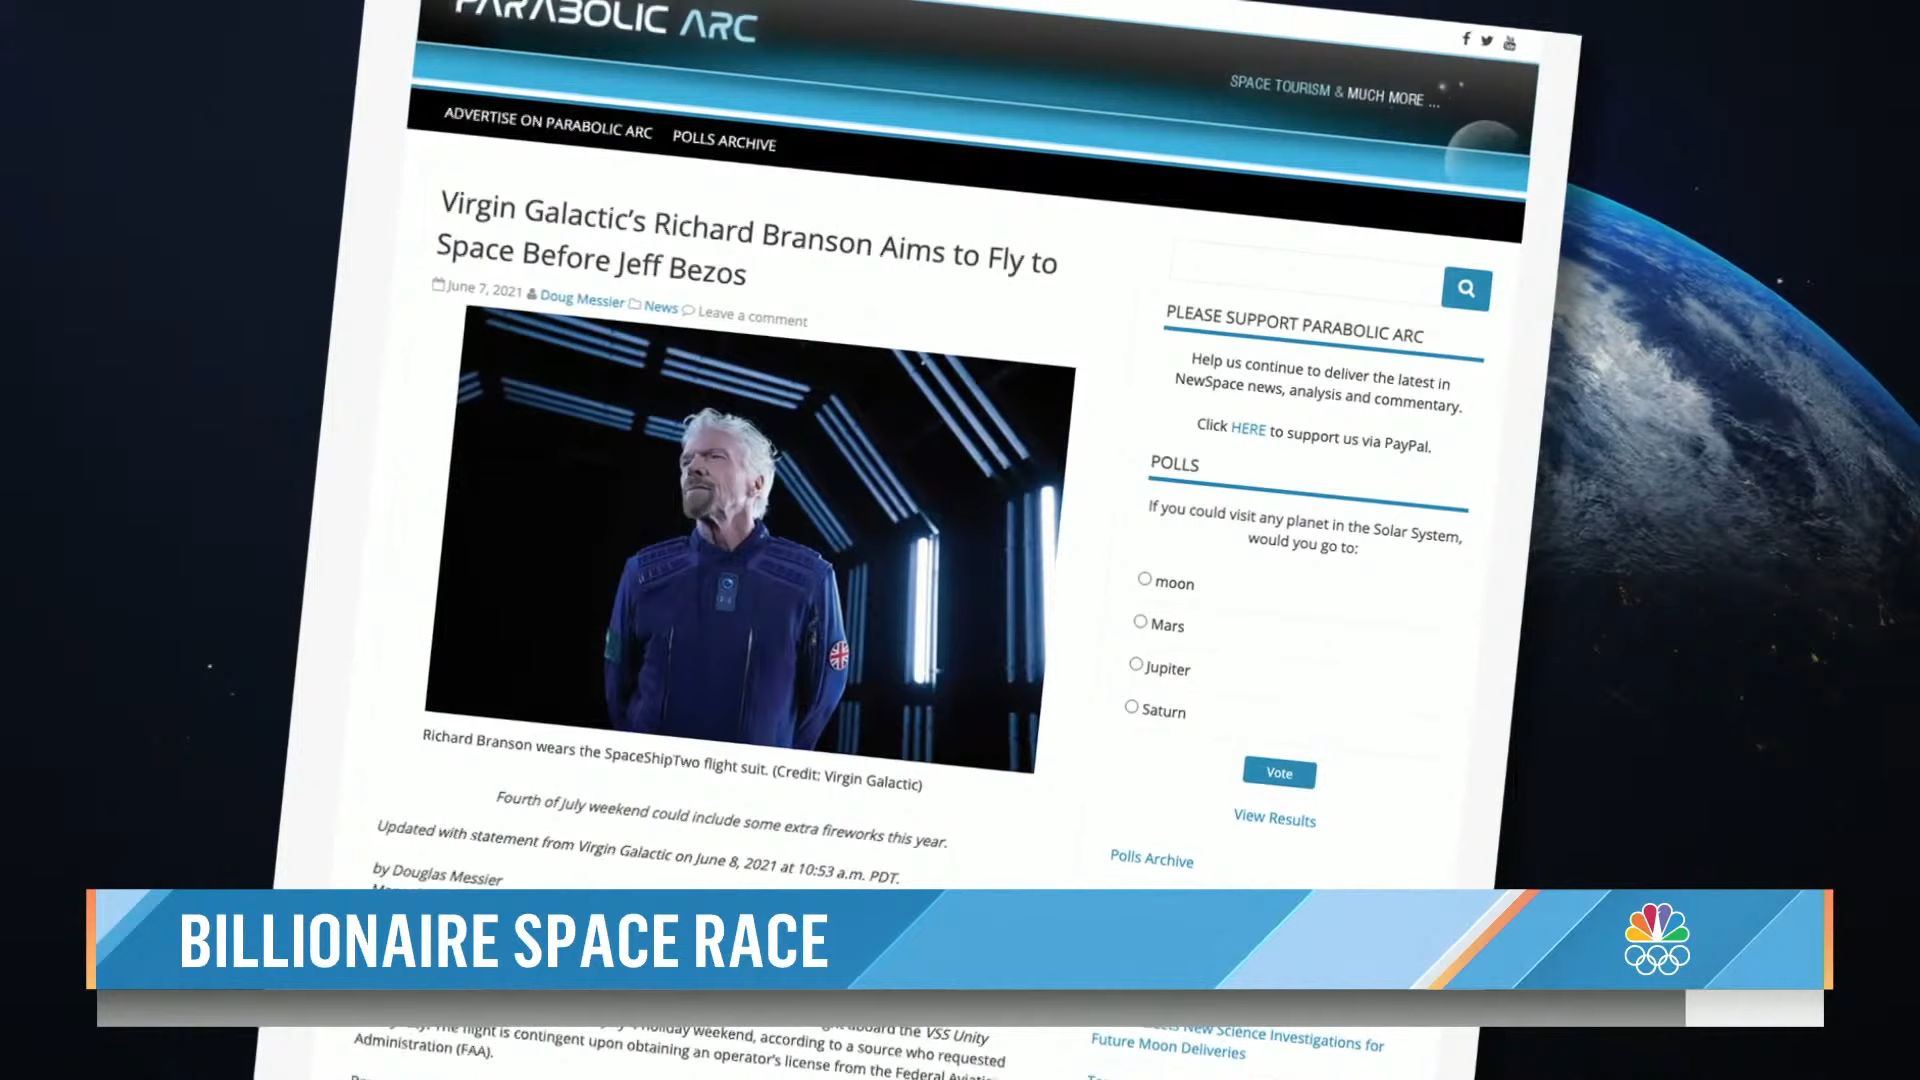 PARABOLIC ARC
SPACE TOURISM & MUCH MORE ...
ADVERTISE ON PARABOLIC ARC POLLS ARCHIVE
Virgin Galactic’s Richard Branson Aims to Fly to
Space Before Jeff Bezos
June 7, 2021 Doug Messier News Leave a comment
Richard Branson wears the SpaceShipTwo flight suit. (Credit: Virgin Galactic)
Fourth of July weekend could include some extra fireworks this year.
Updated with statement from Virgin Galactic on June 8, 2021 at 10:53 a.m. PDT.
by Douglas Messier
PLEASE SUPPORT PARABOLIC ARC
Help us continue to deliver the latest in
NewSpace news, analysis and commentary.
Click HERE to support us via PayPal.
POLLS
If you could visit any planet in the Solar System,
would you go to:
moon
Mars
Jupiter
Saturn
Vote
View Results
Polls Archive
BILLIONAIRE SPACE RACE
aboard the VSS Unity
holiday weekend, according to a source who requested
The flight is contingent upon obtaining an operator’s license from the Federal
Administration (FAA).
New Science Investigations for
Future Moon Deliveries